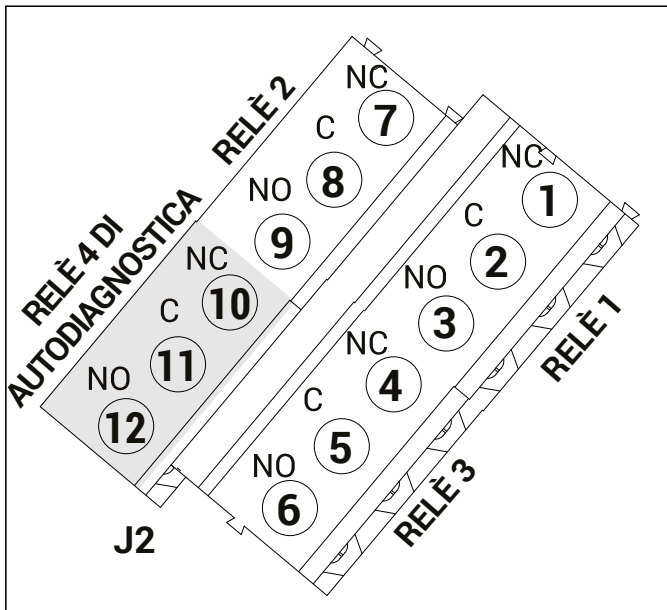 RELÈ 2
NC
7
C
8
NO
9
RELÈ 4 DI
AUTODIAGNOSTICA
NC
10
C
11
NO
12
J2
NC
1
C
2
NO
3
RELÈ 1
NC
4
C
5
NO
6
RELÈ 3